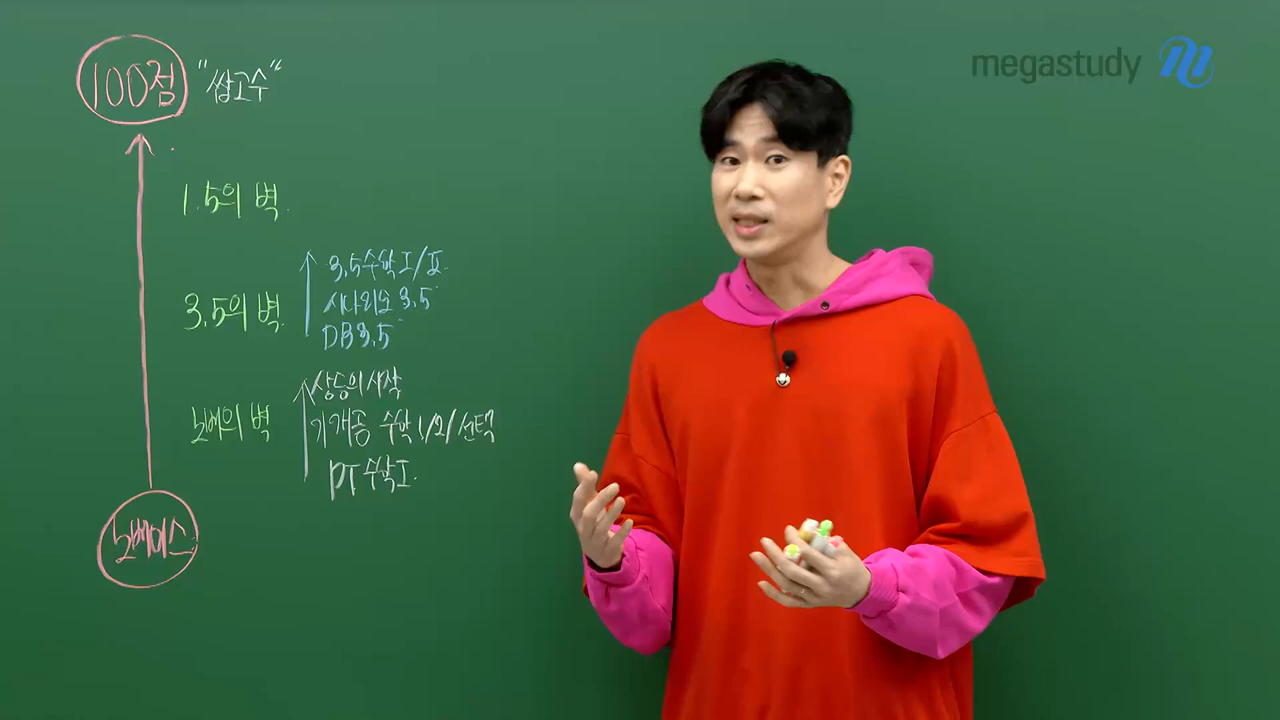 100점 "쌉고수"
megastudy
1.5의 벽.
3.5의 벽.
3.5 수학 I/II.
시나리오 3.5
DB 3.5
노베의 벽
상승의 시작
기개공 수학 1/2/선택
PT 수학 I.
노베이스